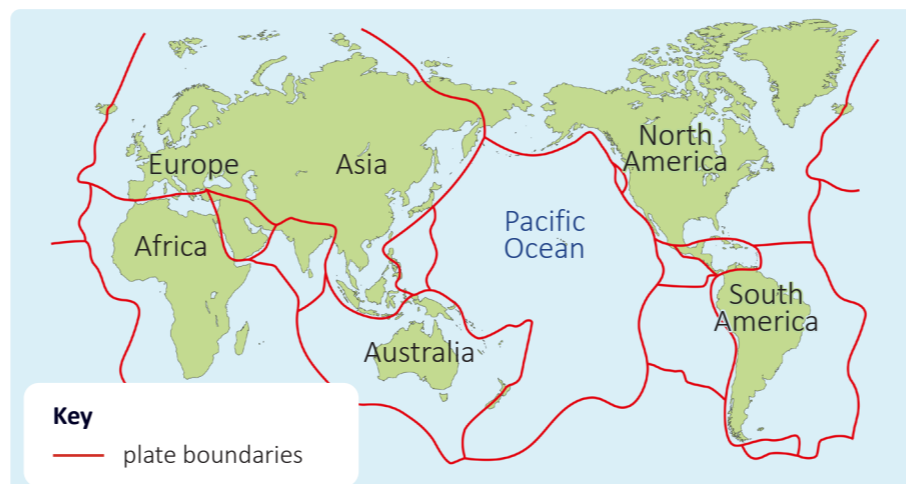 Europe
Asia
North
America
Pacific
Ocean
Africa
South
America
Australia
Key
plate boundaries